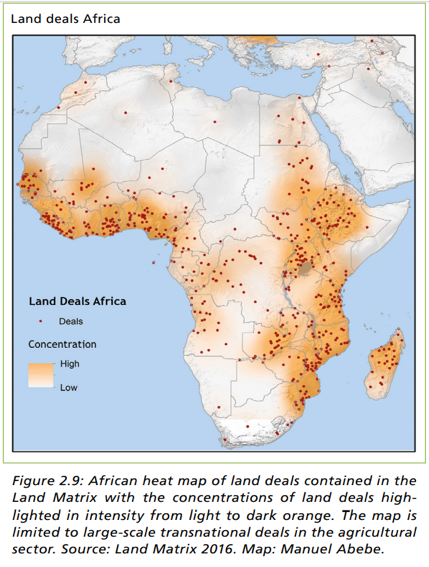 Land deals Africa
Land Deals Africa
Deals
Concentration
High
Low
Figure 2.9: African heat map of land deals contained in the
Land Matrix with the concentrations of land deals high-
lighted in intensity from light to dark orange. The map is
limited to large-scale transnational deals in the agricultural
sector. Source: Land Matrix 2016. Map: Manuel Abebe.